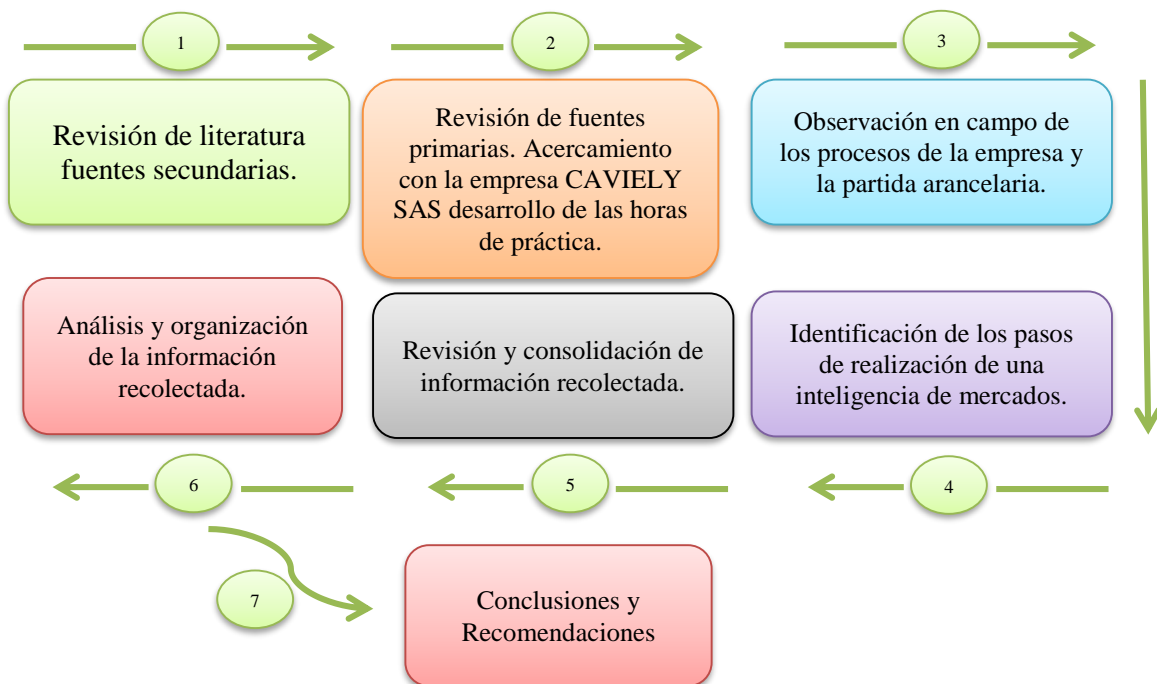 1
Revisión de literatura
fuentes secundarias.
2
Revisión de fuentes
primarias. Acercamiento
con la empresa CAVIELY
SAS desarrollo de las horas
de práctica.
3
Observación en campo de
los procesos de la empresa y
la partida arancelaria.
4
Identificación de los pasos
de realización de una
inteligencia de mercados.
5
Revisión y consolidación de
información recolectada.
6
Análisis y organización
de la información
recolectada.
7
Conclusiones y
Recomendaciones